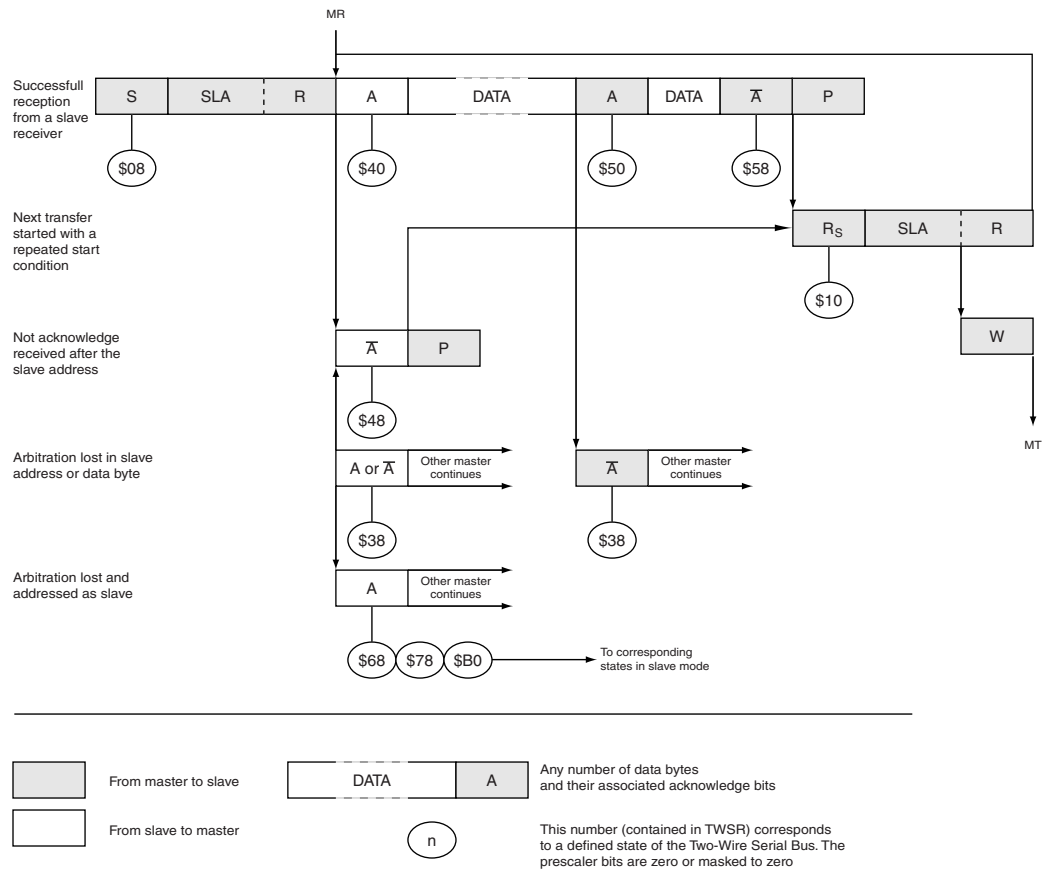 MR
Successfull
reception
from a slave
receiver
S SLA R A DATA A DATA A̅ P
$08 $40 $50 $58
Next transfer
started with a
repeated start
condition
RS SLA R
$10
Not acknowledge
received after the
slave address
A̅ P
W
$48
MT
Arbitration lost in slave
address or data byte
A or A̅
Other master
continues
A̅
Other master
continues
$38 $38
Arbitration lost and
addressed as slave
A
Other master
continues
$68 $78 $B0
To corresponding
states in slave mode
From master to slave
DATA A
Any number of data bytes
and their associated acknowledge bits
From slave to master
n
This number (contained in TWSR) corresponds
to a defined state of the Two-Wire Serial Bus. The
prescaler bits are zero or masked to zero